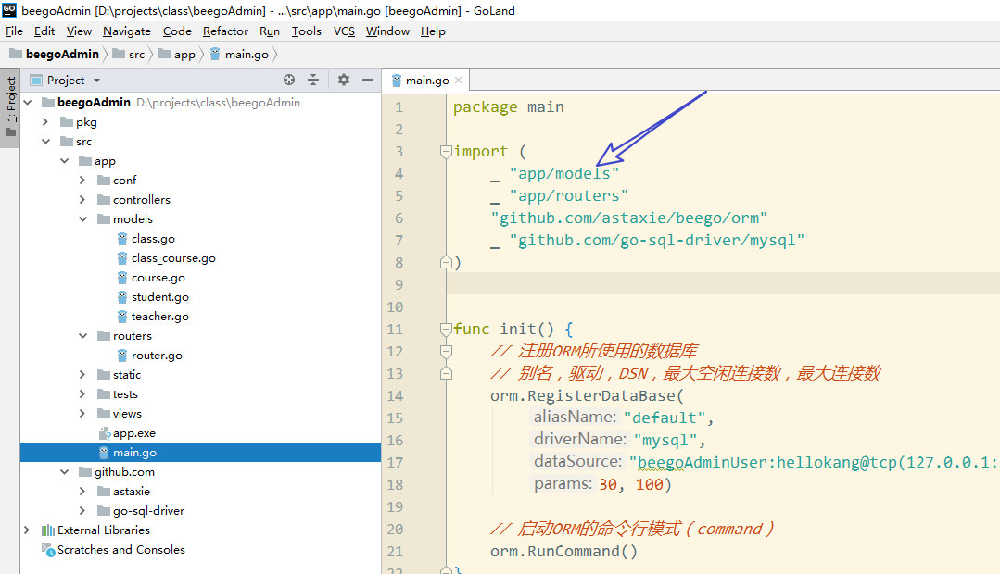 beegoAdmin [D:\projects\class\beegoAdmin] - ...\src\app\main.go [beegoAdmin] - GoLand
File Edit View Navigate Code Refactor Run Tools VCS Window Help
beegoAdmin src app main.go
1: Project
Project
beegoAdmin D:\projects\class\beegoAdmin
pkg
src
app
conf
controllers
models
class.go
class_course.go
course.go
student.go
teacher.go
routers
router.go
static
tests
views
app.exe
main.go
github.com
astaxie
go-sql-driver
External Libraries
Scratches and Consoles
main.go
1 package main
2
3 import (
4 _ "app/models"
5 _ "app/routers"
6 "github.com/astaxie/beego/orm"
7 _ "github.com/go-sql-driver/mysql"
8 )
9
10
11 func init() {
12 // 注册ORM所使用的数据库
13 // 别名，驱动，DSN，最大空闲连接数，最大连接数
14 orm.RegisterDataBase(
15 aliasName: "default",
16 driverName: "mysql",
17 dataSource: "beegoAdminUser:hellokang@tcp(127.0.0.1:
18 params: 30, 100)
19
20 // 启动ORM的命令行模式（command）
21 orm.RunCommand()
22 }